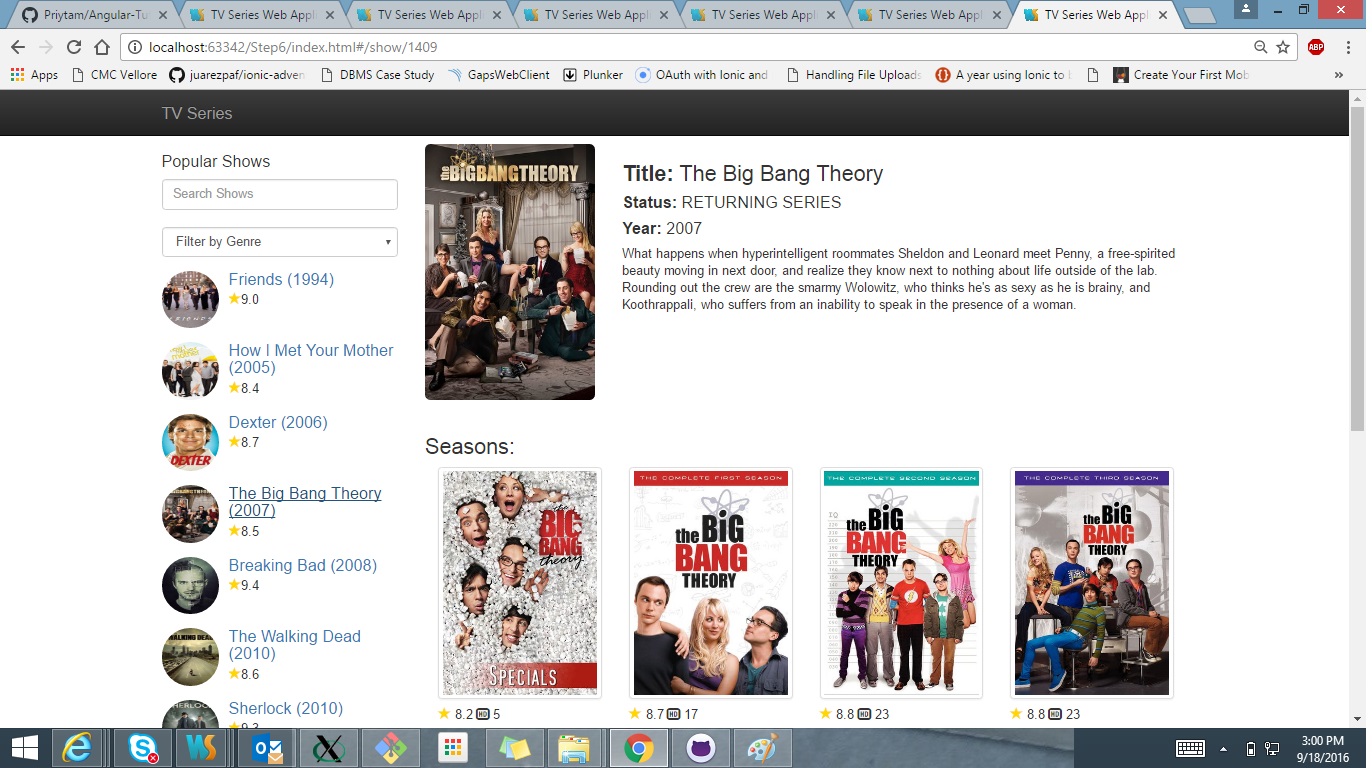 Priytam/Angular-Tu
TV Series Web Appli
TV Series Web Appli
TV Series Web Appli
TV Series Web Appli
TV Series Web Appli
TV Series Web Appli
localhost:63342/Step6/index.html#/show/1409
ABP
Apps
CMC Vellore
juarezpaf/ionic-adven
DBMS Case Study
GapsWebClient
Plunker
OAuth with Ionic and
Handling File Uploads
A year using Ionic to b
Create Your First Mob
»
TV Series
Popular Shows
Search Shows
Filter by Genre
Friends (1994)
9.0
How I Met Your Mother
(2005)
8.4
Dexter (2006)
8.7
DEXTER
The Big Bang Theory
(2007)
8.5
Breaking Bad (2008)
9.4
The Walking Dead
(2010)
8.6
Sherlock (2010)
9.3
the BiG BANG THEORY
Title: The Big Bang Theory
Status: RETURNING SERIES
Year: 2007
What happens when hyperintelligent roommates Sheldon and Leonard meet Penny, a free-spirited
beauty moving in next door, and realize they know next to nothing about life outside of the lab.
Rounding out the crew are the smarmy Wolowitz, who thinks he's as sexy as he is brainy, and
Koothrappali, who suffers from an inability to speak in the presence of a woman.
Seasons:
the
BIG
BANG
theory
SPECIALS
8.2 HD 5
THE COMPLETE FIRST SEASON
the BiG
BANG
THEORY
8.7 HD 17
THE COMPLETE SECOND SEASON
IQ
the BiG
BANG
THEORY
8.8 HD 23
THE COMPLETE THIRD SEASON
the BiG
BANG
THEORY
8.8 HD 23
3:00 PM
9/18/2016